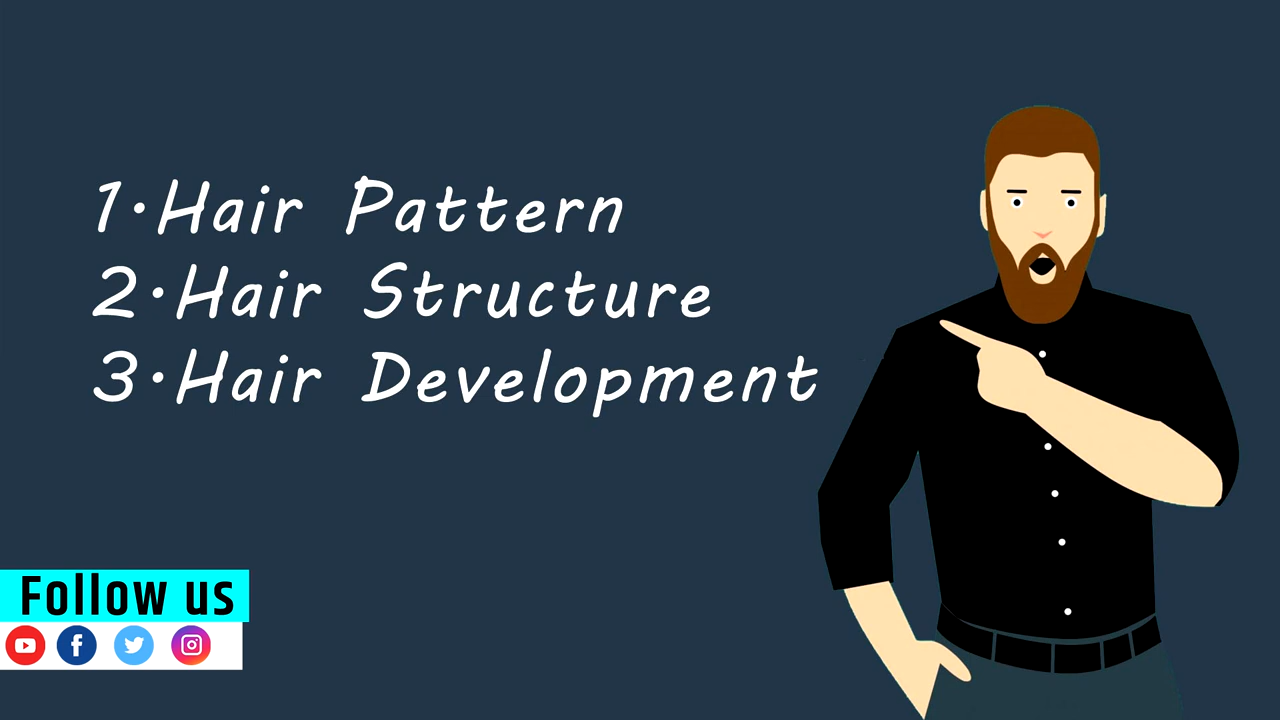 1.Hair Pattern
2.Hair Structure
3.Hair Development
Follow us